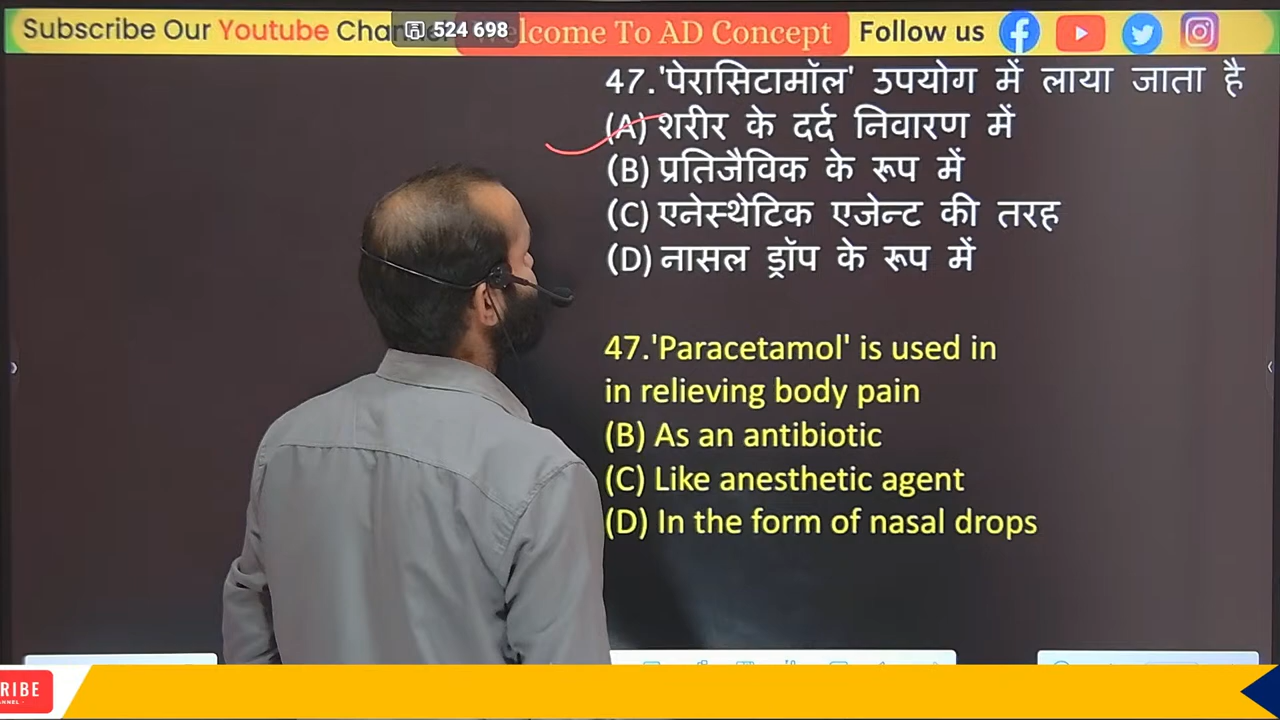 Subscribe Our Youtube Chan
524 698
elcome To AD Concept
Follow us
47.'पेरासिटामॉल' उपयोग में लाया जाता है
(A) शरीर के दर्द निवारण में
(B) प्रतिजैविक के रूप में
(C) एनेस्थेटिक एजेन्ट की तरह
(D) नासल ड्रॉप के रूप में
47.'Paracetamol' is used in
in relieving body pain
(B) As an antibiotic
(C) Like anesthetic agent
(D) In the form of nasal drops
RIBE